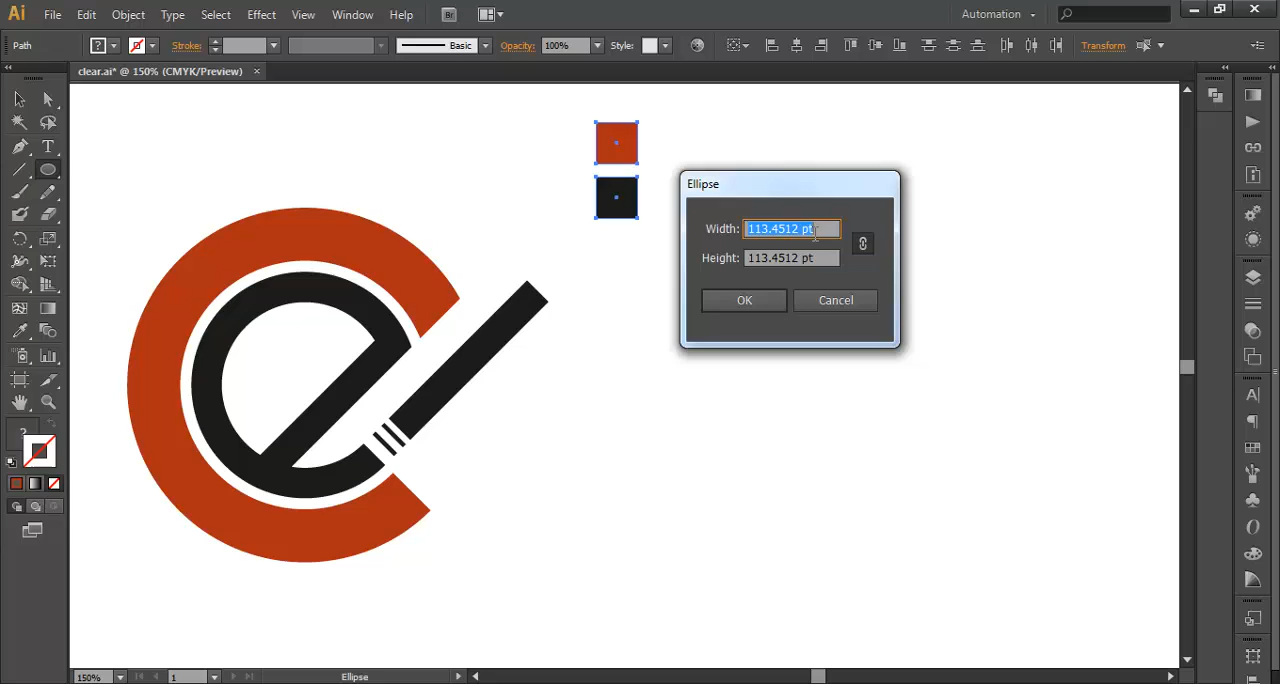 Ai File Edit Object Type Select Effect View Window Help Br Automation
Path ? Stroke: Basic Opacity: 100% Style: Transform
clear.ai* @ 150% (CMYK/Preview) ×
Ellipse
Width: 113.4512 pt
Height: 113.4512 pt
OK Cancel
T
?
A
150% 1 Ellipse